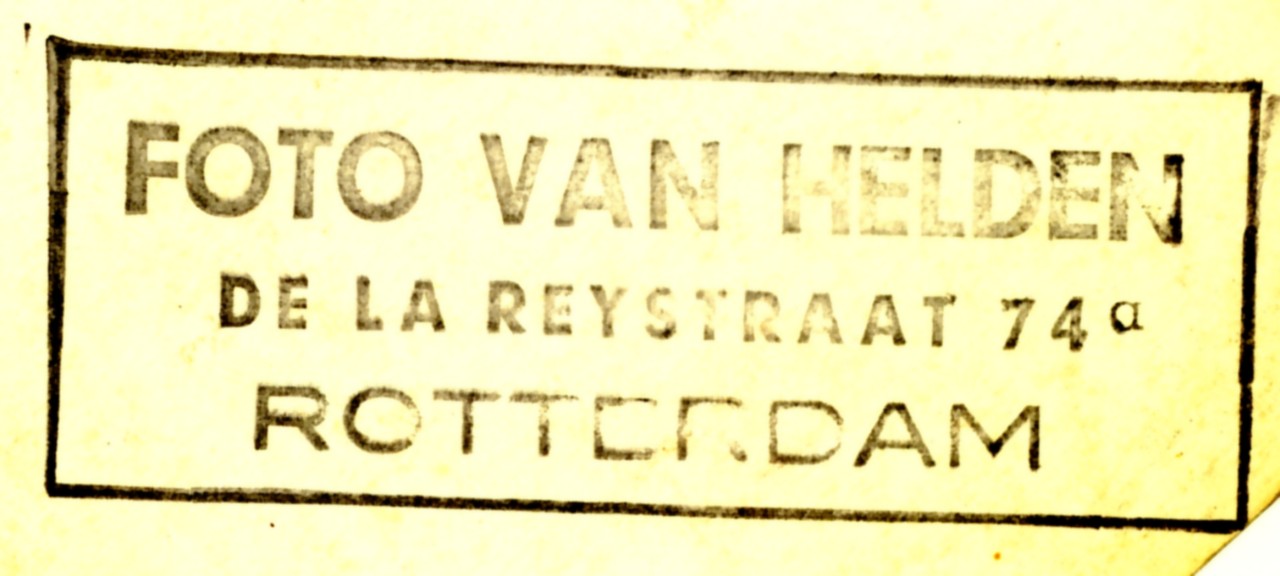 FOTO VAN HELDEN
DE LA REYSTRAAT 74ª
ROTTERDAM